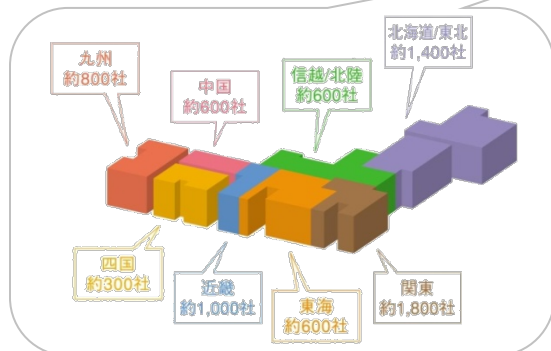 北海道/東北
約1,400社
九州
約800社
中国
約600社
信越/北陸
約600社
四国
約300社
近畿
約1,000社
東海
約600社
関東
約1,800社